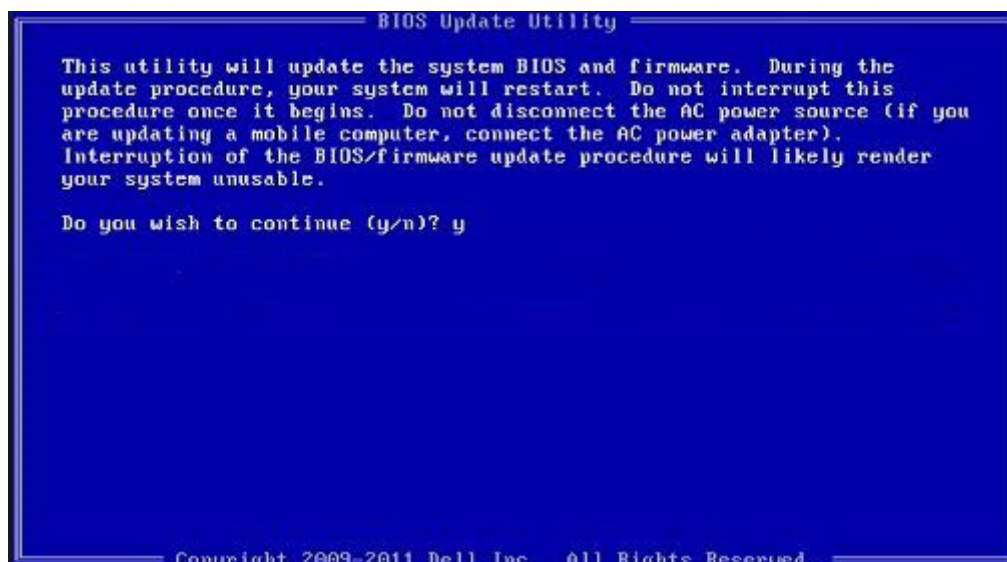 BIOS Update Utility
This utility will update the system BIOS and firmware.  During the
update procedure, your system will restart.  Do not interrupt this
procedure once it begins.  Do not disconnect the AC power source (if you
are updating a mobile computer, connect the AC power adapter).
Interruption of the BIOS/firmware update procedure will likely render
your system unusable.
Do you wish to continue (y/n)? y
Copyright 2009-2011 Dell Inc.  All Rights Reserved.